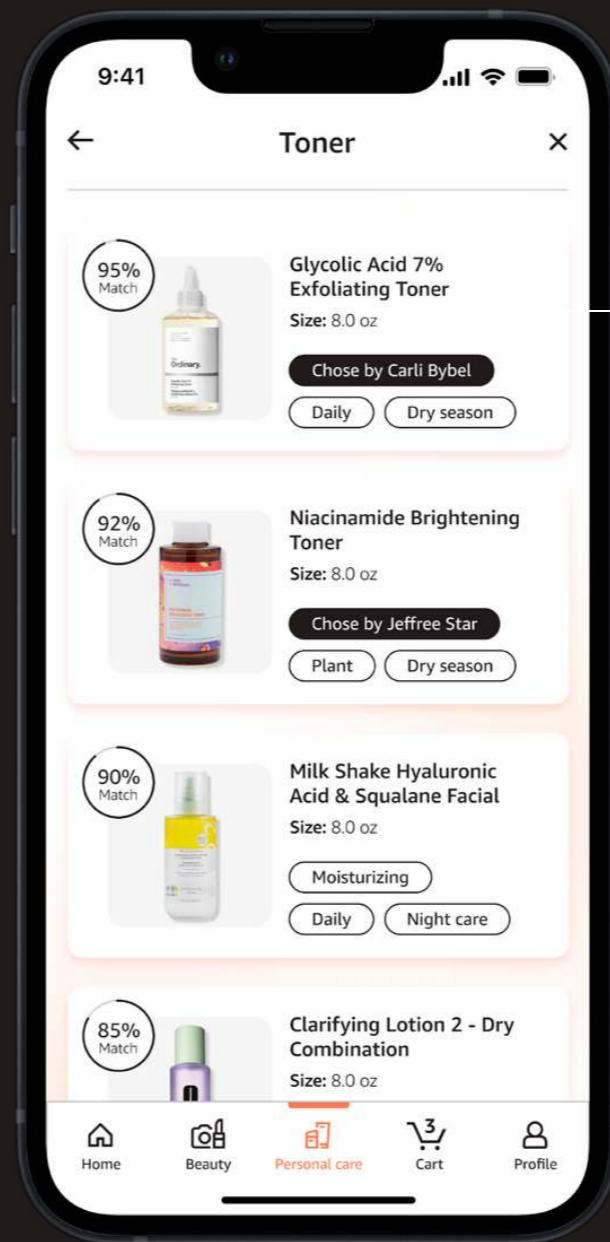 9:41
Toner
95%
Match
Ordinary.
Glycolic Acid 7%
Exfoliating Toner
Size: 8.0 oz
Chose by Carli Bybel
Daily
Dry season
92%
Match
Niacinamide Brightening
Toner
Size: 8.0 oz
Chose by Jeffree Star
Plant
Dry season
90%
Match
Milk Shake Hyaluronic
Acid & Squalane Facial
Size: 8.0 oz
Moisturizing
Daily
Night care
85%
Match
Clarifying Lotion 2 - Dry
Combination
Size: 8.0 oz
3
Home
Beauty
Personal care
Cart
Profile